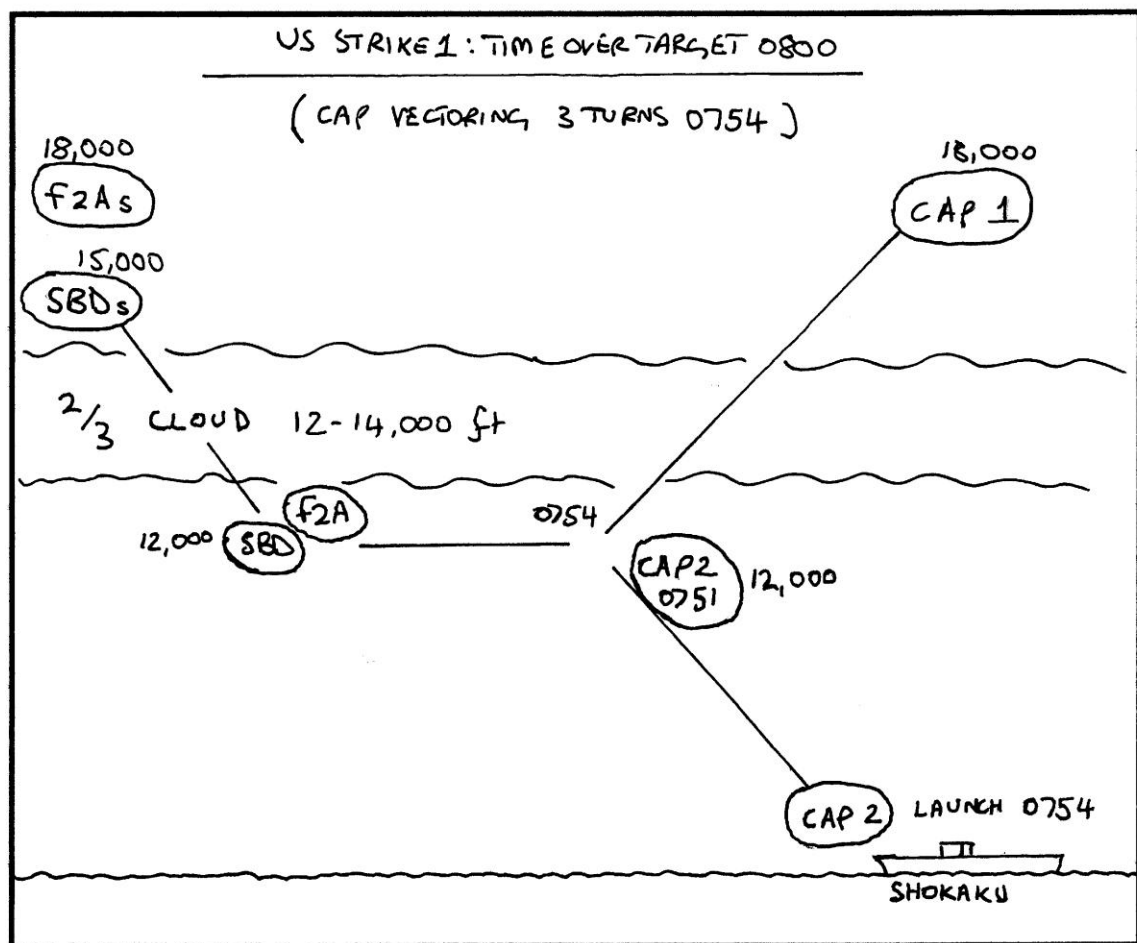 US STRIKE 1: TIME OVER TARGET 0800
(CAP VECTORING 3 TURNS 0754)
18,000
F2As
18,000
CAP 1
15,000
SBDs
2/3 CLOUD 12-14,000 ft
F2A
0754
12,000
SBD
CAP2
0751
12,000
CAP 2
LAUNCH 0754
SHOKAKU